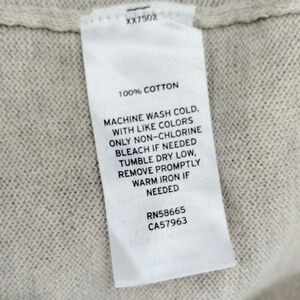 XX7502
100% COTTON
MACHINE WASH COLD,
WITH LIKE COLORS
ONLY NON-CHLORINE
BLEACH IF NEEDED
TUMBLE DRY LOW,
REMOVE PROMPTLY
WARM IRON IF
NEEDED
RN58665
CA57963